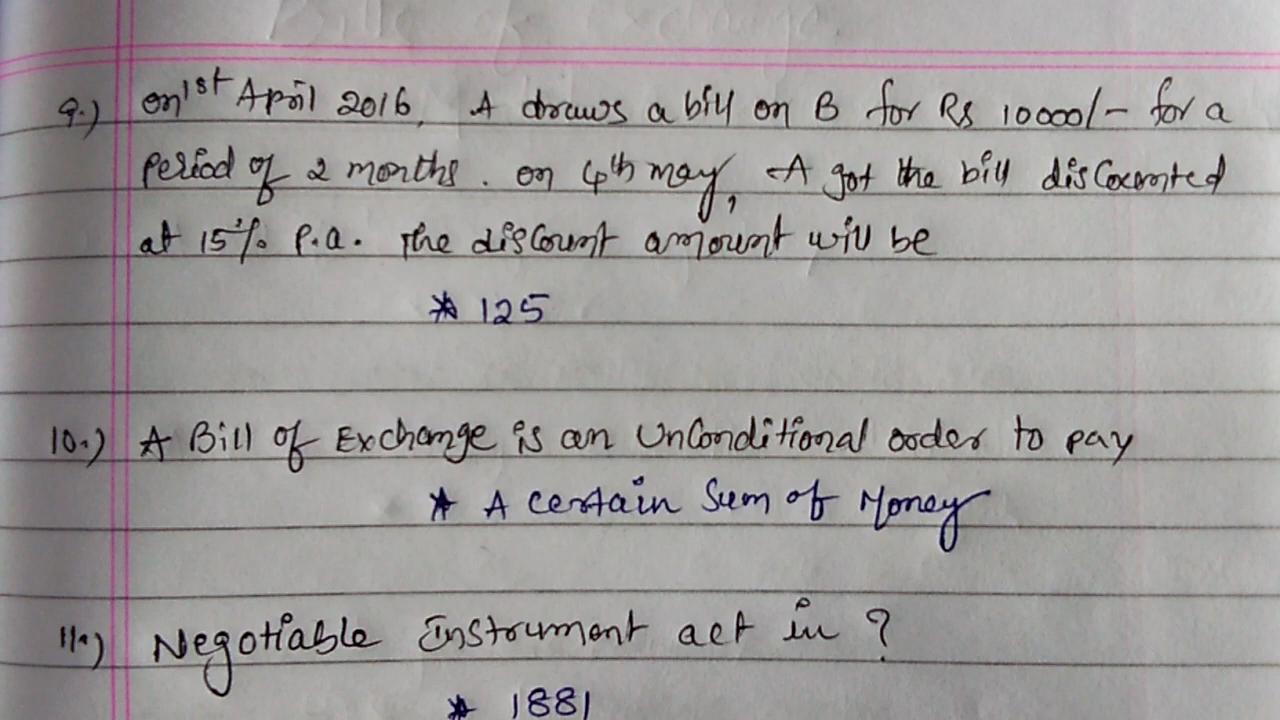 9.) on 1st April 2016, A draws a bill on B for Rs 10000/- for a
Period of 2 months. on 4th may, A got the bill discounted
at 15% P.a. The discount amount will be
* 125
10.) A Bill of Exchange is an UnConditional order to pay
* A certain Sum of Money
11.) Negotiable Instrument act in ?
* 1881